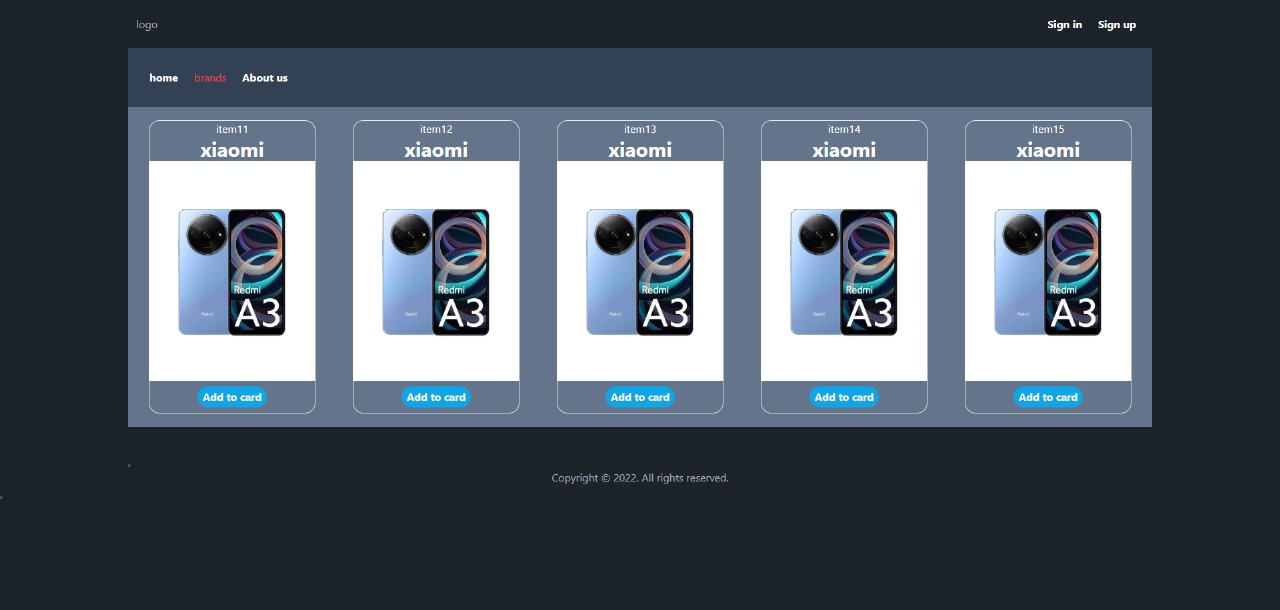 logo Sign in Sign up
home brands About us
item11 item12 item13 item14 item15
xiaomi xiaomi xiaomi xiaomi xiaomi
Redmi Redmi Redmi Redmi Redmi
A3 A3 A3 A3 A3
Add to card Add to card Add to card Add to card Add to card
,
Copyright © 2022. All rights reserved.
,